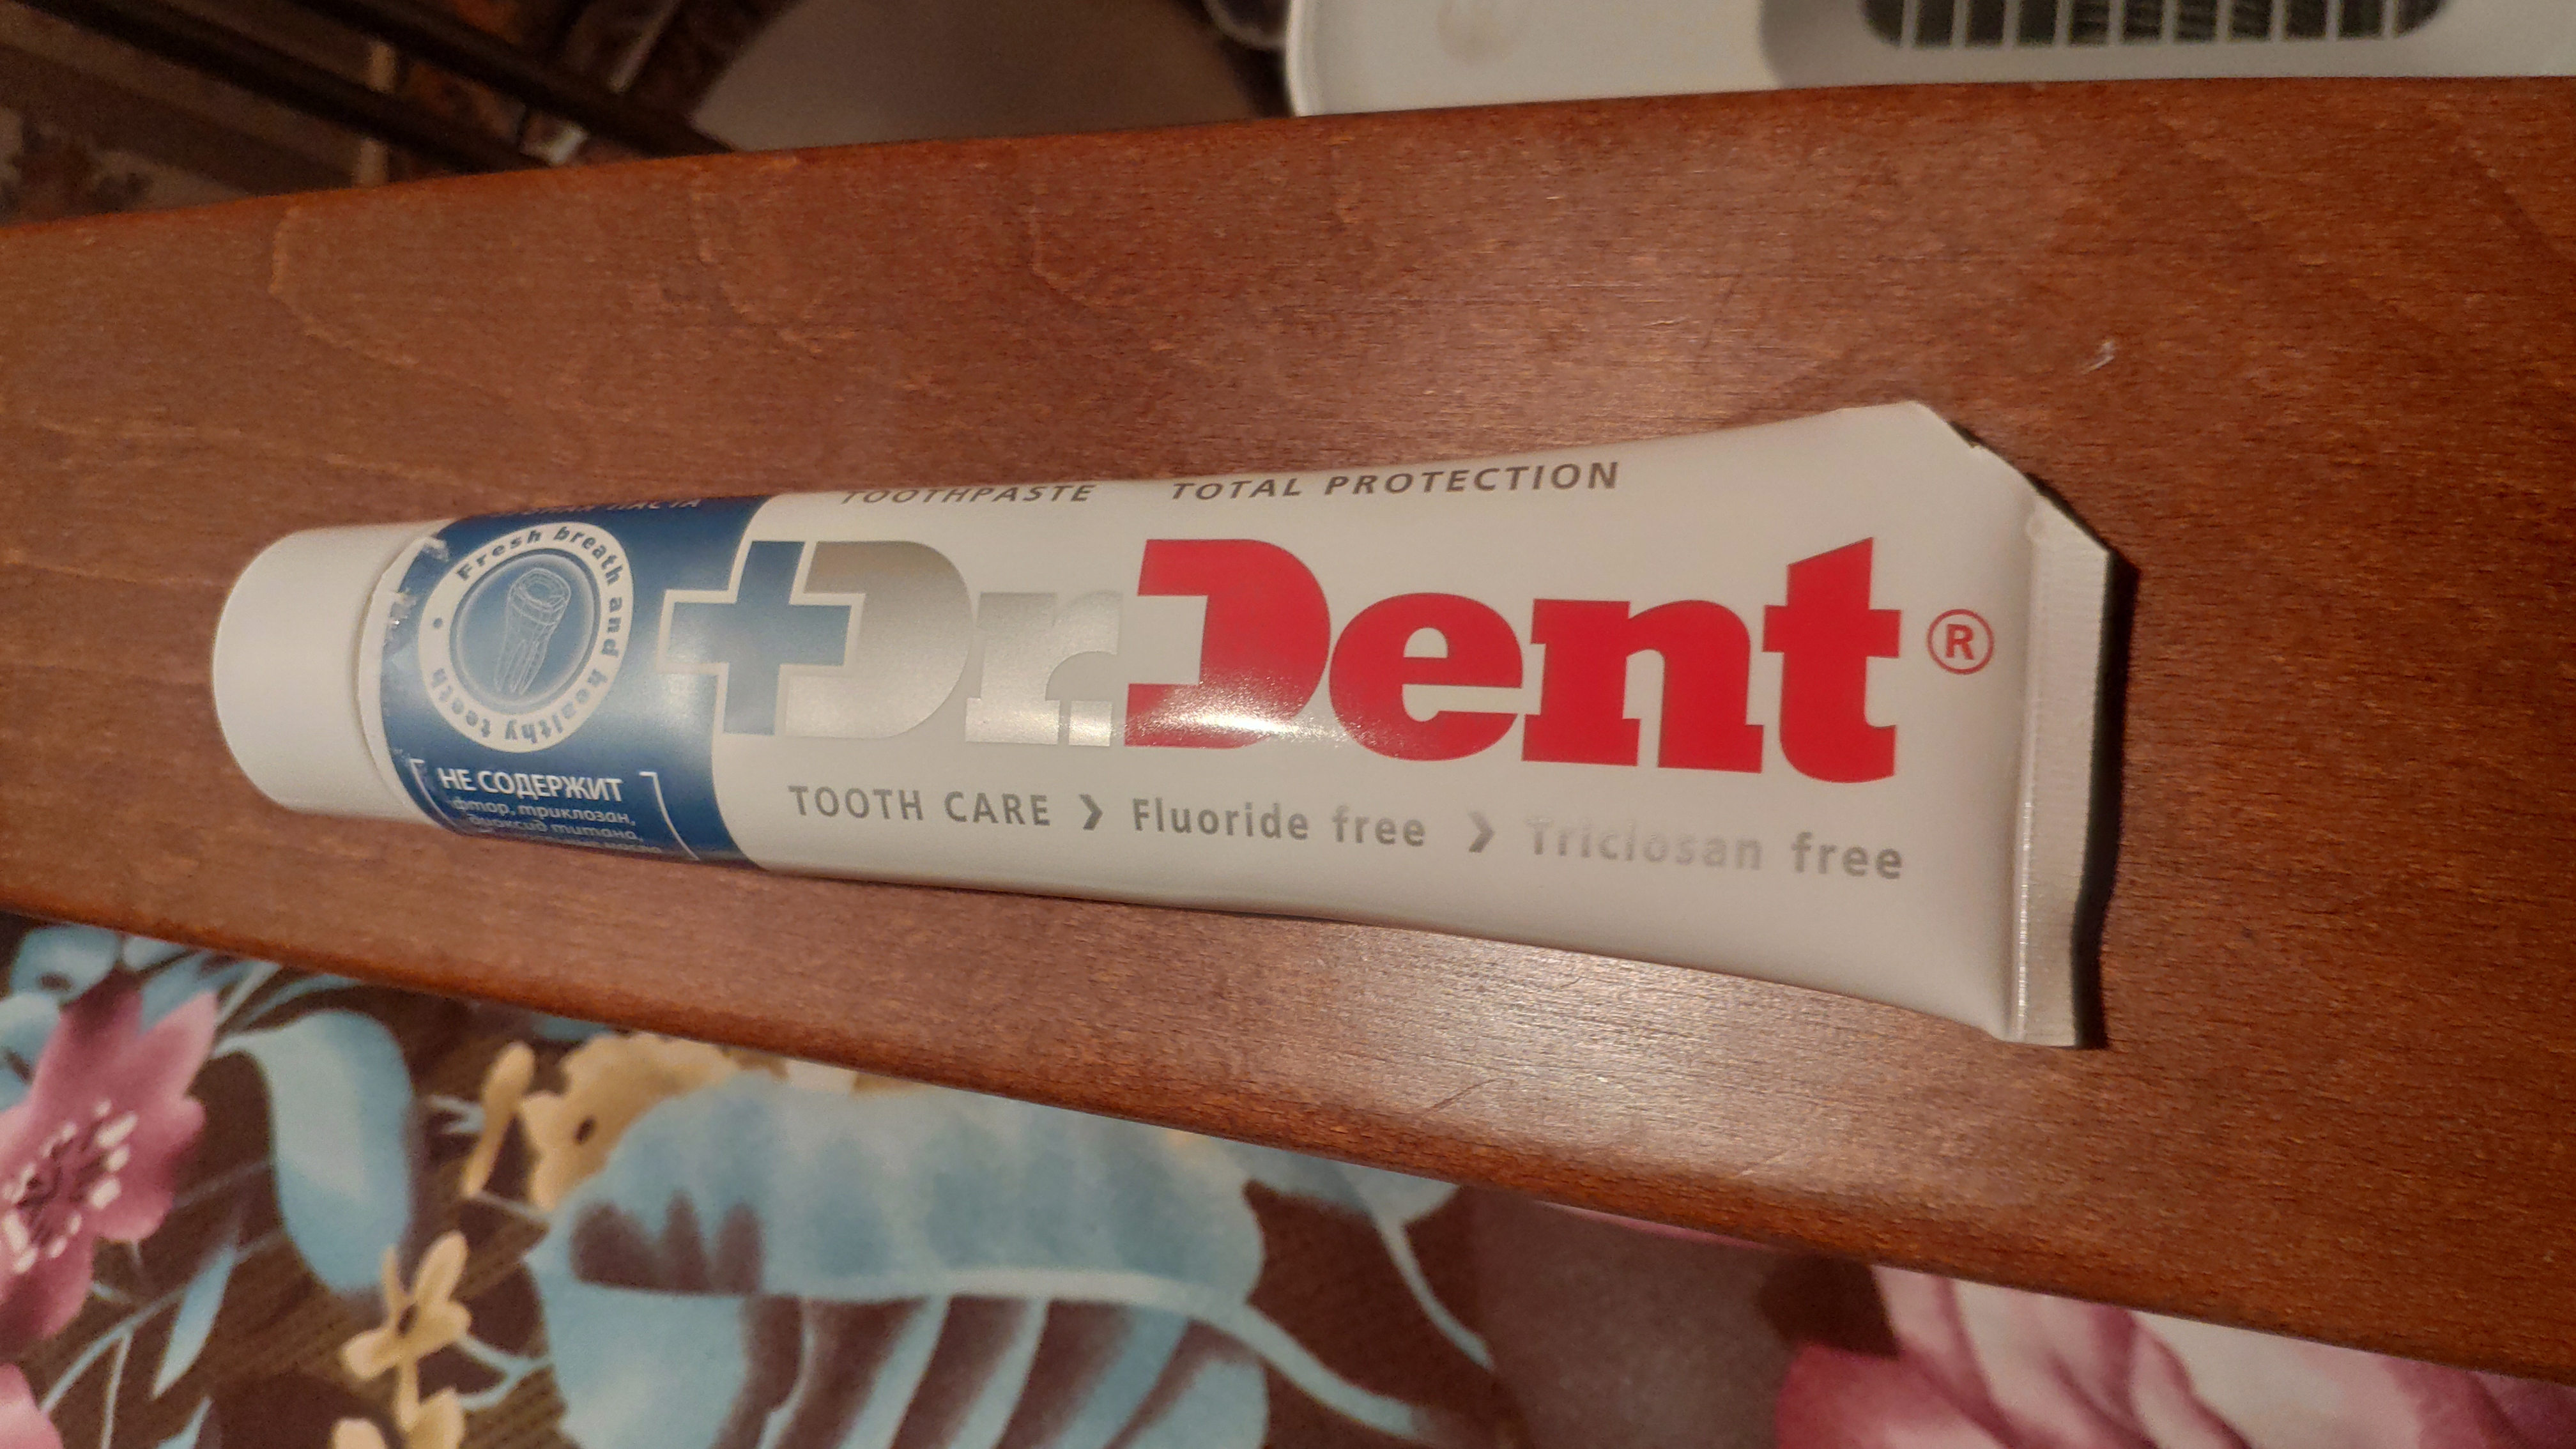 TOOTHPASTE TOTAL PROTECTION
ПАСТА
Fresh breath and healthy teeth
Dr.Dent®
НЕ СОДЕРЖИТ
фтор, триклозан,
диоксид титана,
TOOTH CARE › Fluoride free › Triclosan free